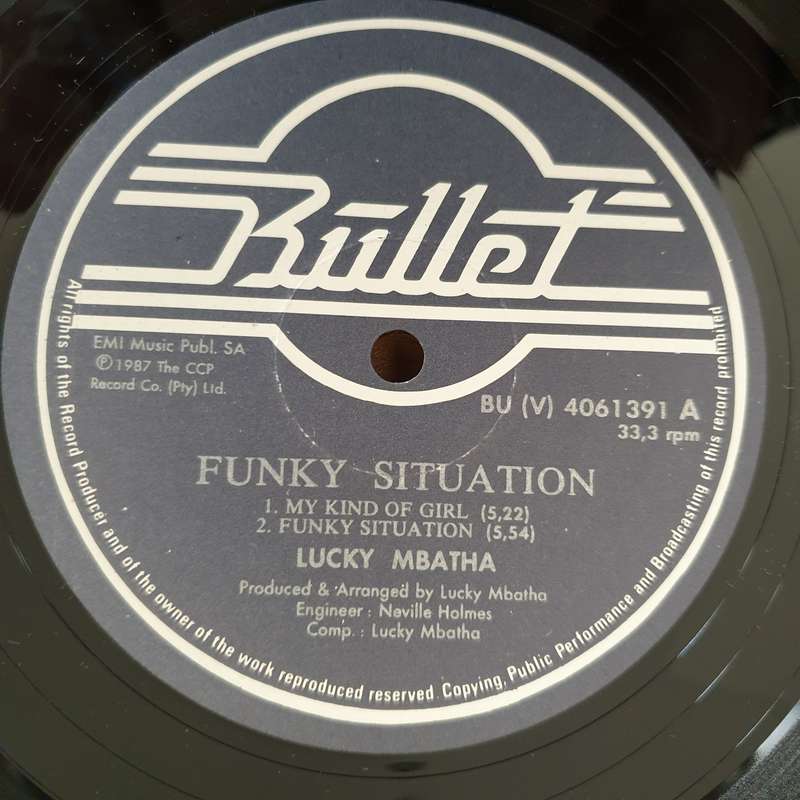 Bullet
EMI Music Publ. SA
℗ 1987 The CCP
Record Co. (Pty) Ltd.
BU (V) 4061391 A
33,3 rpm
FUNKY SITUATION
1. MY KIND OF GIRL (5,22)
2. FUNKY SITUATION (5,54)
LUCKY MBATHA
Produced & Arranged by Lucky Mbatha
Engineer : Neville Holmes
Comp. : Lucky Mbatha
All rights of the Record Producer and of the owner of the work reproduced reserved. Copying, Public Performance and Broadcasting of this record prohibited